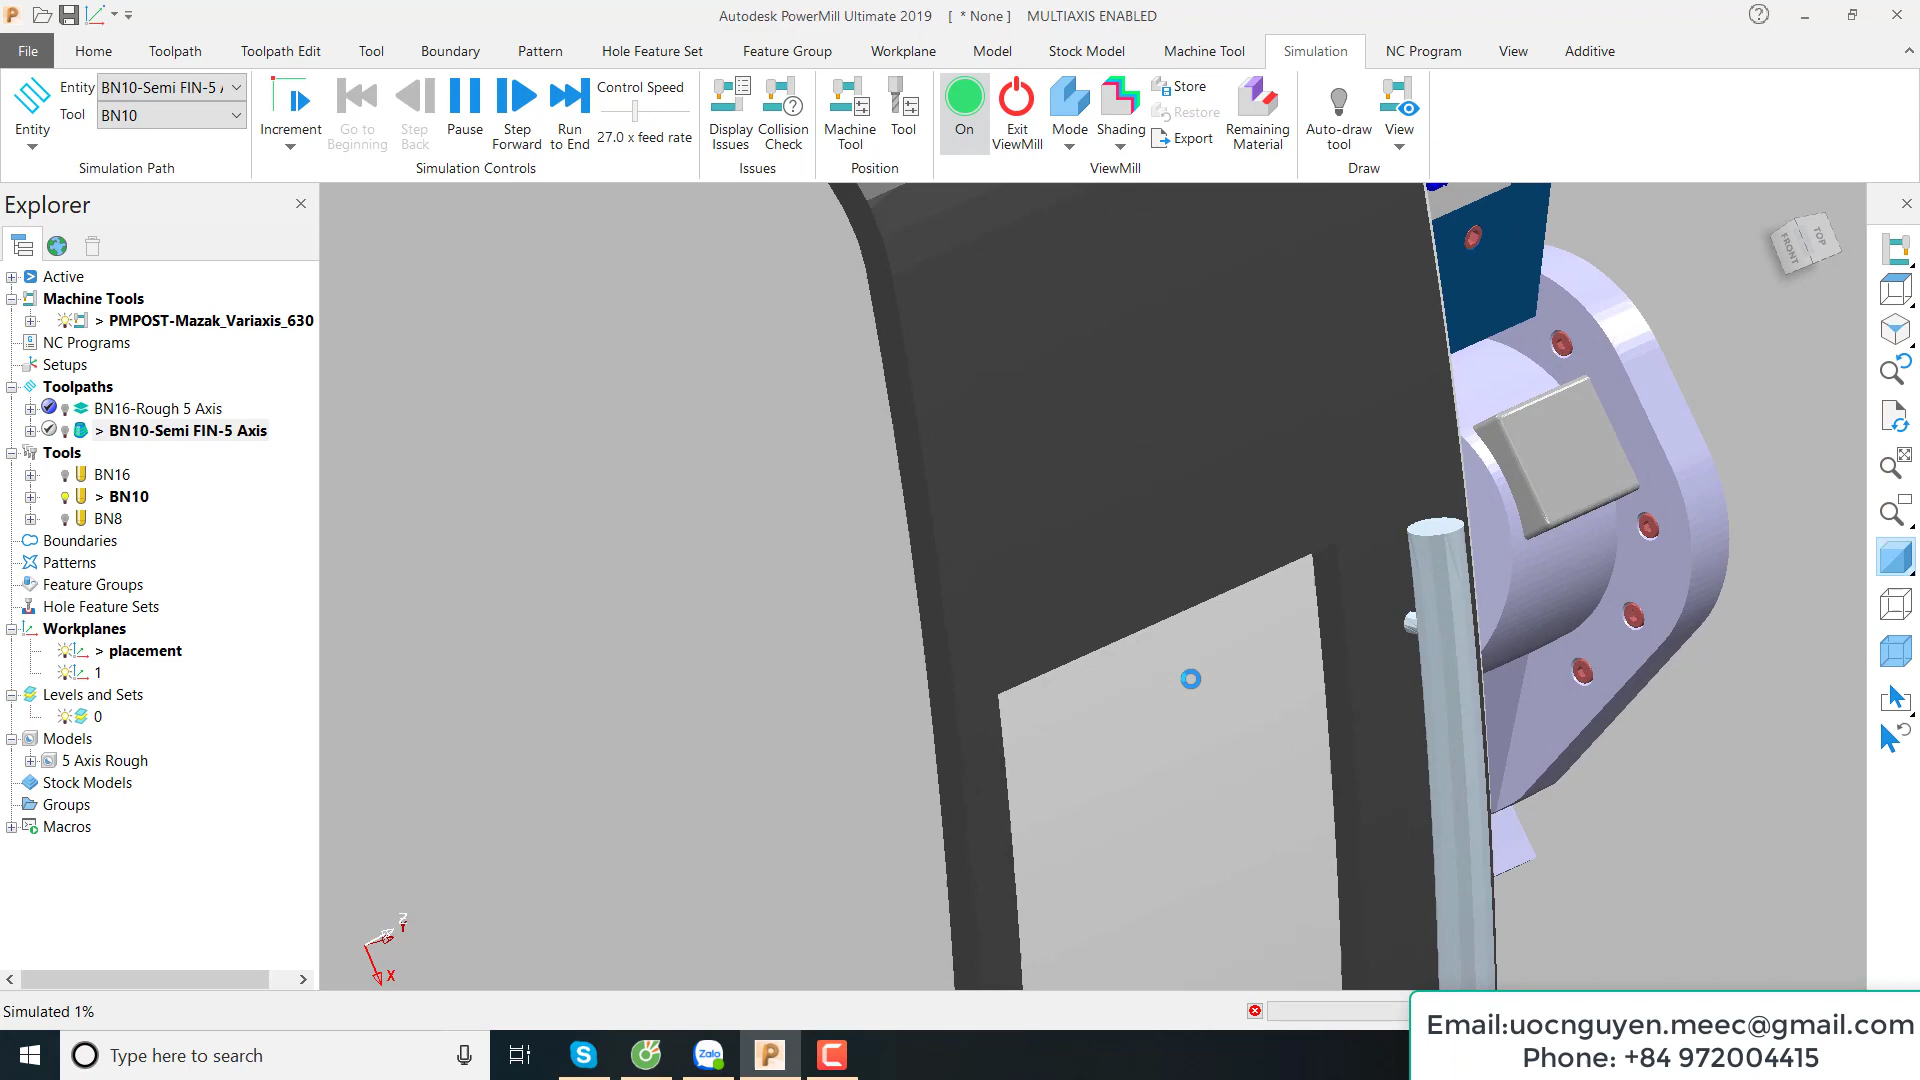 Autodesk PowerMill Ultimate 2019 [ * None ] MULTIAXIS ENABLED
File Home Toolpath Toolpath Edit Tool Boundary Pattern Hole Feature Set Feature Group Workplane Model Stock Model Machine Tool Simulation NC Program View Additive
Entity
Entity BN10-Semi FIN-5 /
Tool BN10
Simulation Path
Increment
Go to Beginning
Step Back
Pause
Step Forward
Run to End
Control Speed
27.0 x feed rate
Simulation Controls
Display Issues
Collision Check
Issues
Machine Tool
Tool
Position
On
Exit ViewMill
Mode
Shading
Store
Restore
Export
Remaining Material
ViewMill
Auto-draw tool
View
Draw
Explorer
Active
Machine Tools
> PMPOST-Mazak_Variaxis_630
NC Programs
Setups
Toolpaths
BN16-Rough 5 Axis
> BN10-Semi FIN-5 Axis
Tools
BN16
> BN10
BN8
Boundaries
Patterns
Feature Groups
Hole Feature Sets
Workplanes
> placement
1
Levels and Sets
0
Models
5 Axis Rough
Stock Models
Groups
Macros
FRONT
TOP
Z
Y
X
Simulated 1%
Type here to search
Zalo
Email:uocnguyen.meec@gmail.com
Phone: +84 972004415